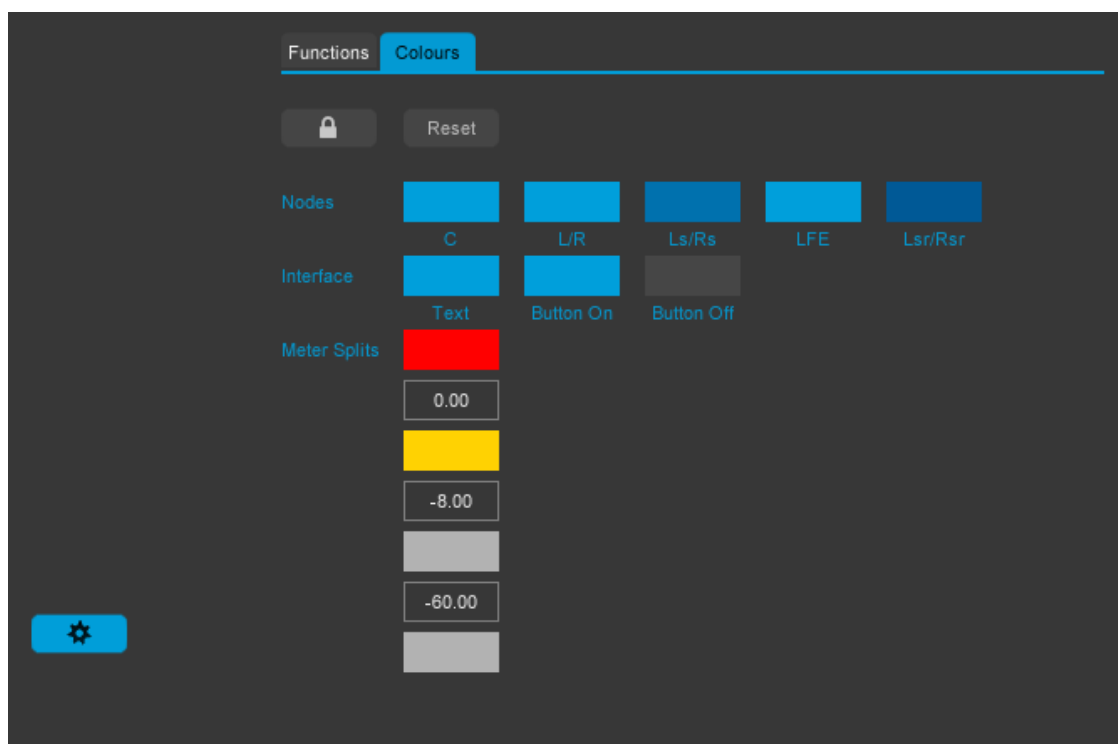 Functions Colours
Reset
Nodes
C L/R Ls/Rs LFE Lsr/Rsr
Interface
Text Button On Button Off
Meter Splits
0.00
-8.00
-60.00